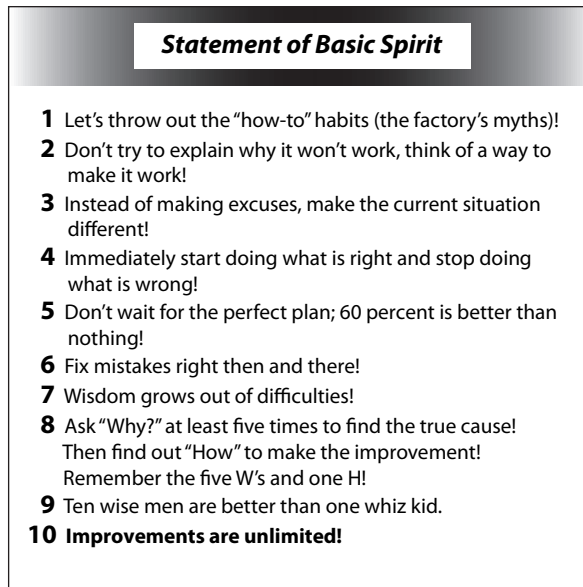 Statement of Basic Spirit
1 Let’s throw out the “how-to” habits (the factory’s myths)!
2 Don’t try to explain why it won’t work, think of a way to
make it work!
3 Instead of making excuses, make the current situation
different!
4 Immediately start doing what is right and stop doing
what is wrong!
5 Don’t wait for the perfect plan; 60 percent is better than
nothing!
6 Fix mistakes right then and there!
7 Wisdom grows out of difficulties!
8 Ask “Why?” at least five times to find the true cause!
Then find out “How” to make the improvement!
Remember the five W’s and one H!
9 Ten wise men are better than one whiz kid.
10 Improvements are unlimited!